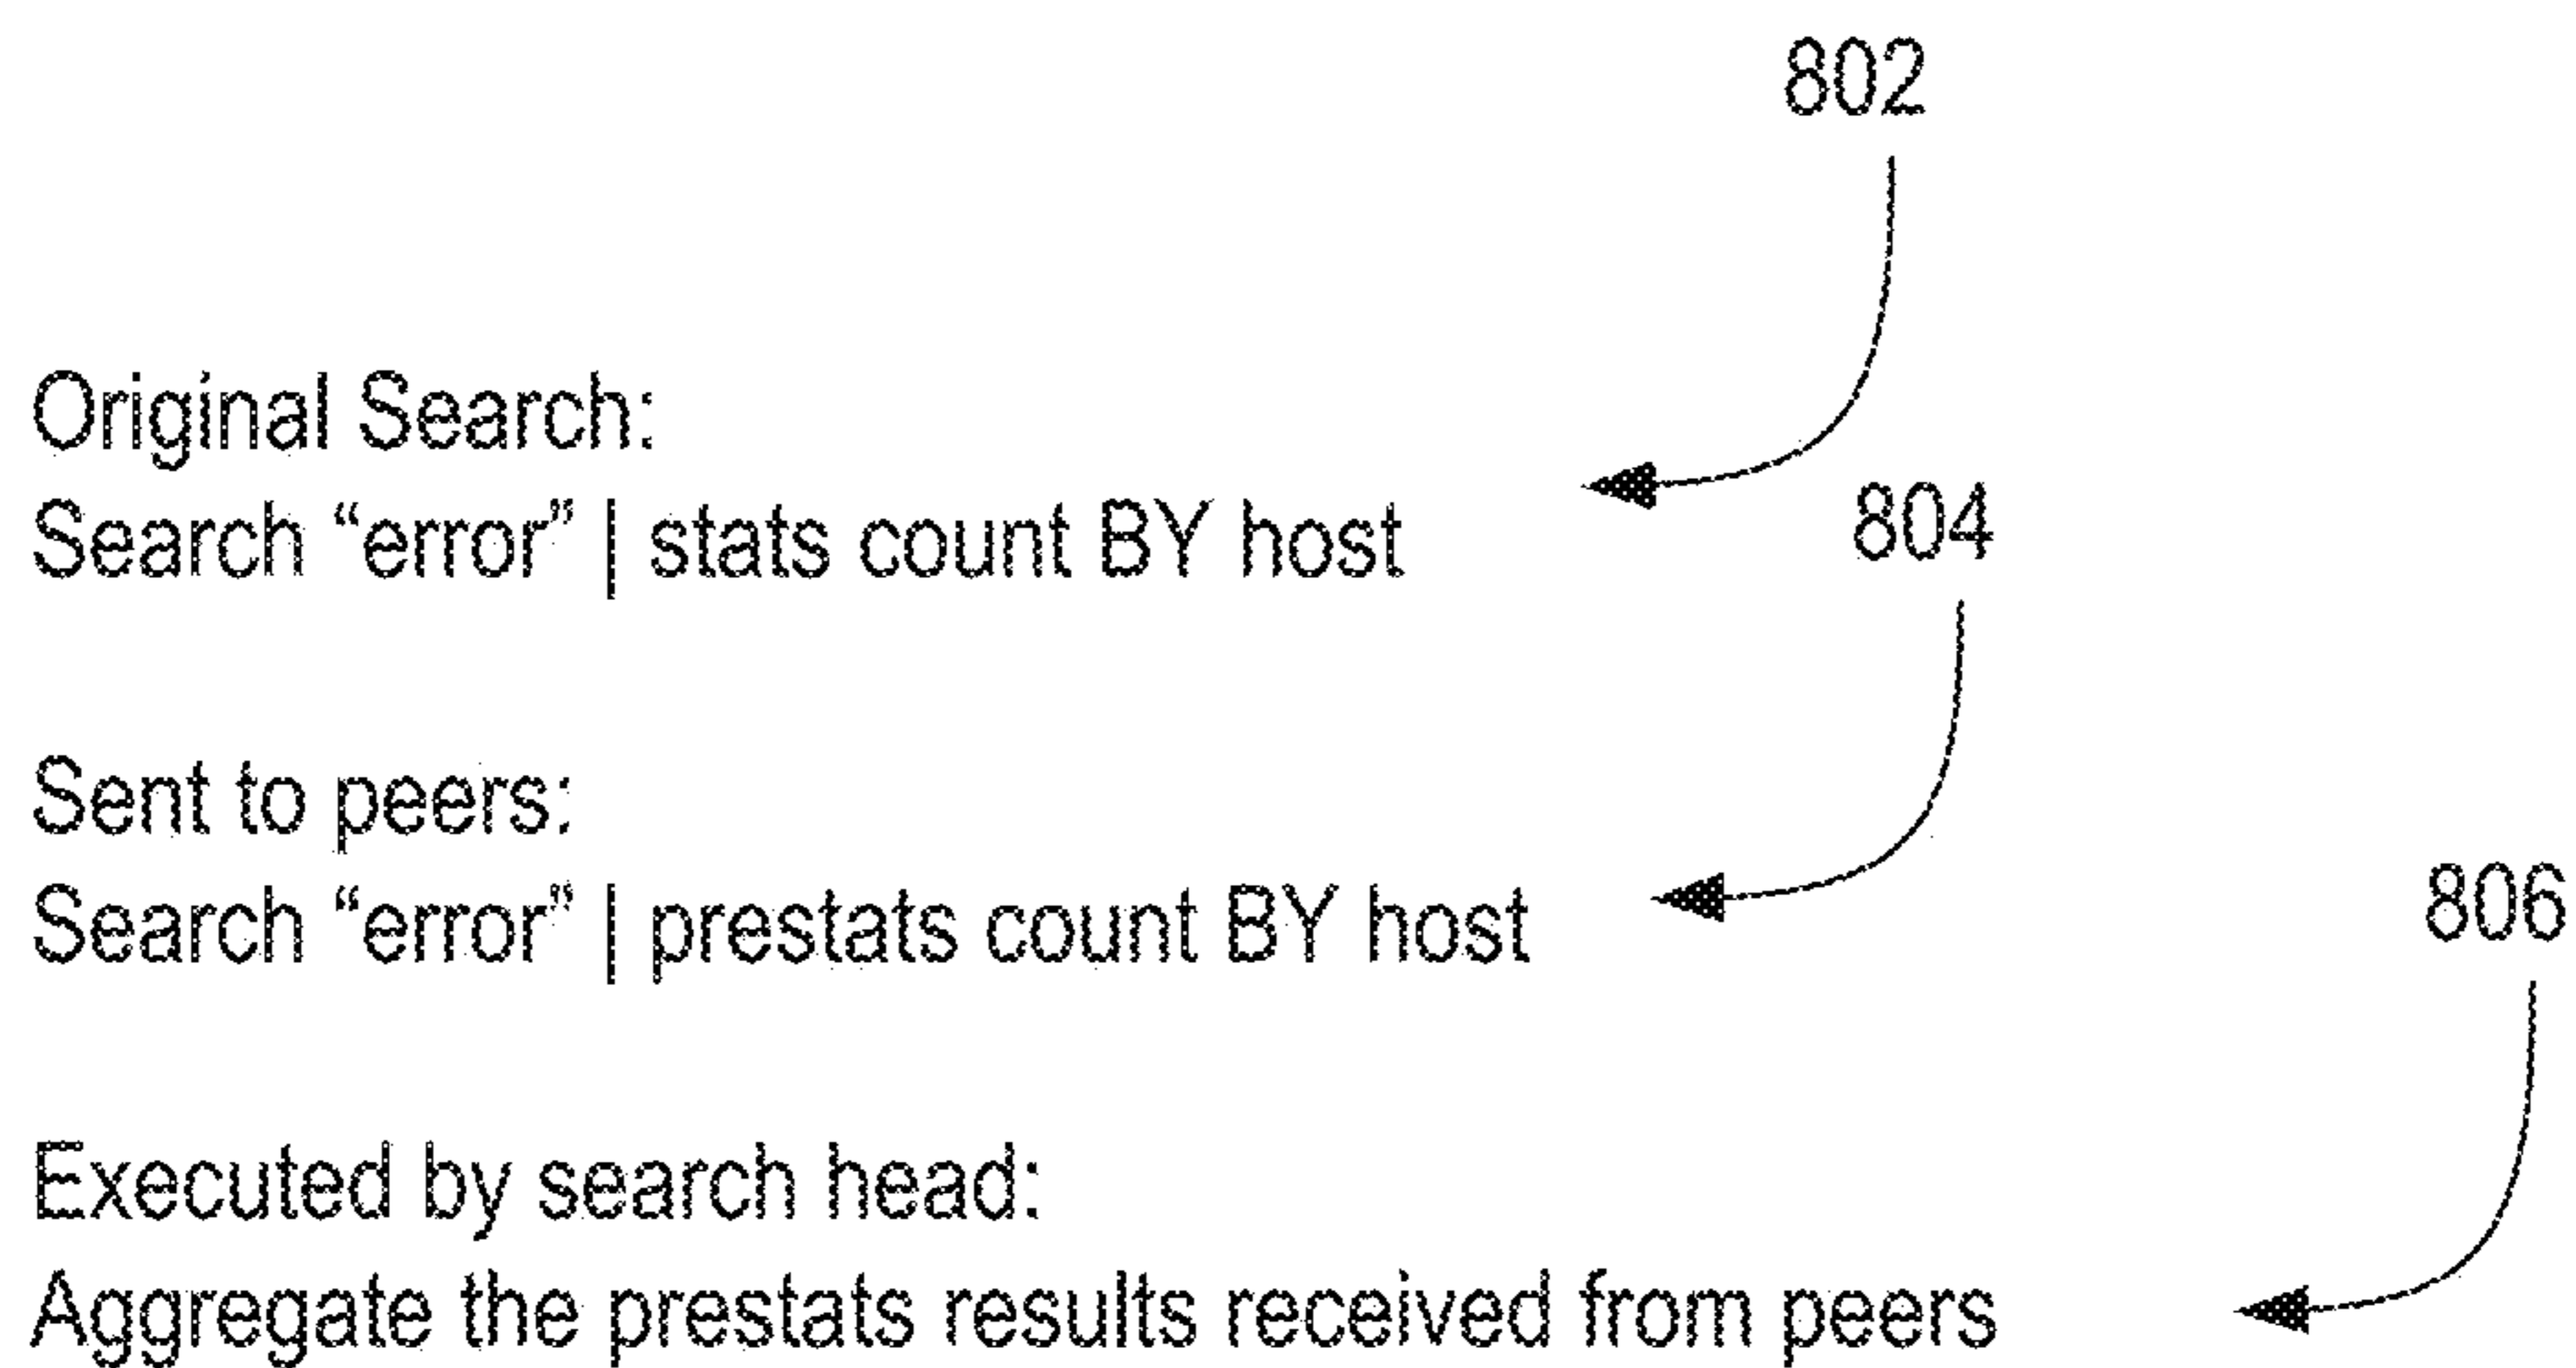 802
Original Search:
Search “error” | stats count BY host
804
Sent to peers:
Search “error” | prestats count BY host
806
Executed by search head:
Aggregate the prestats results received from peers